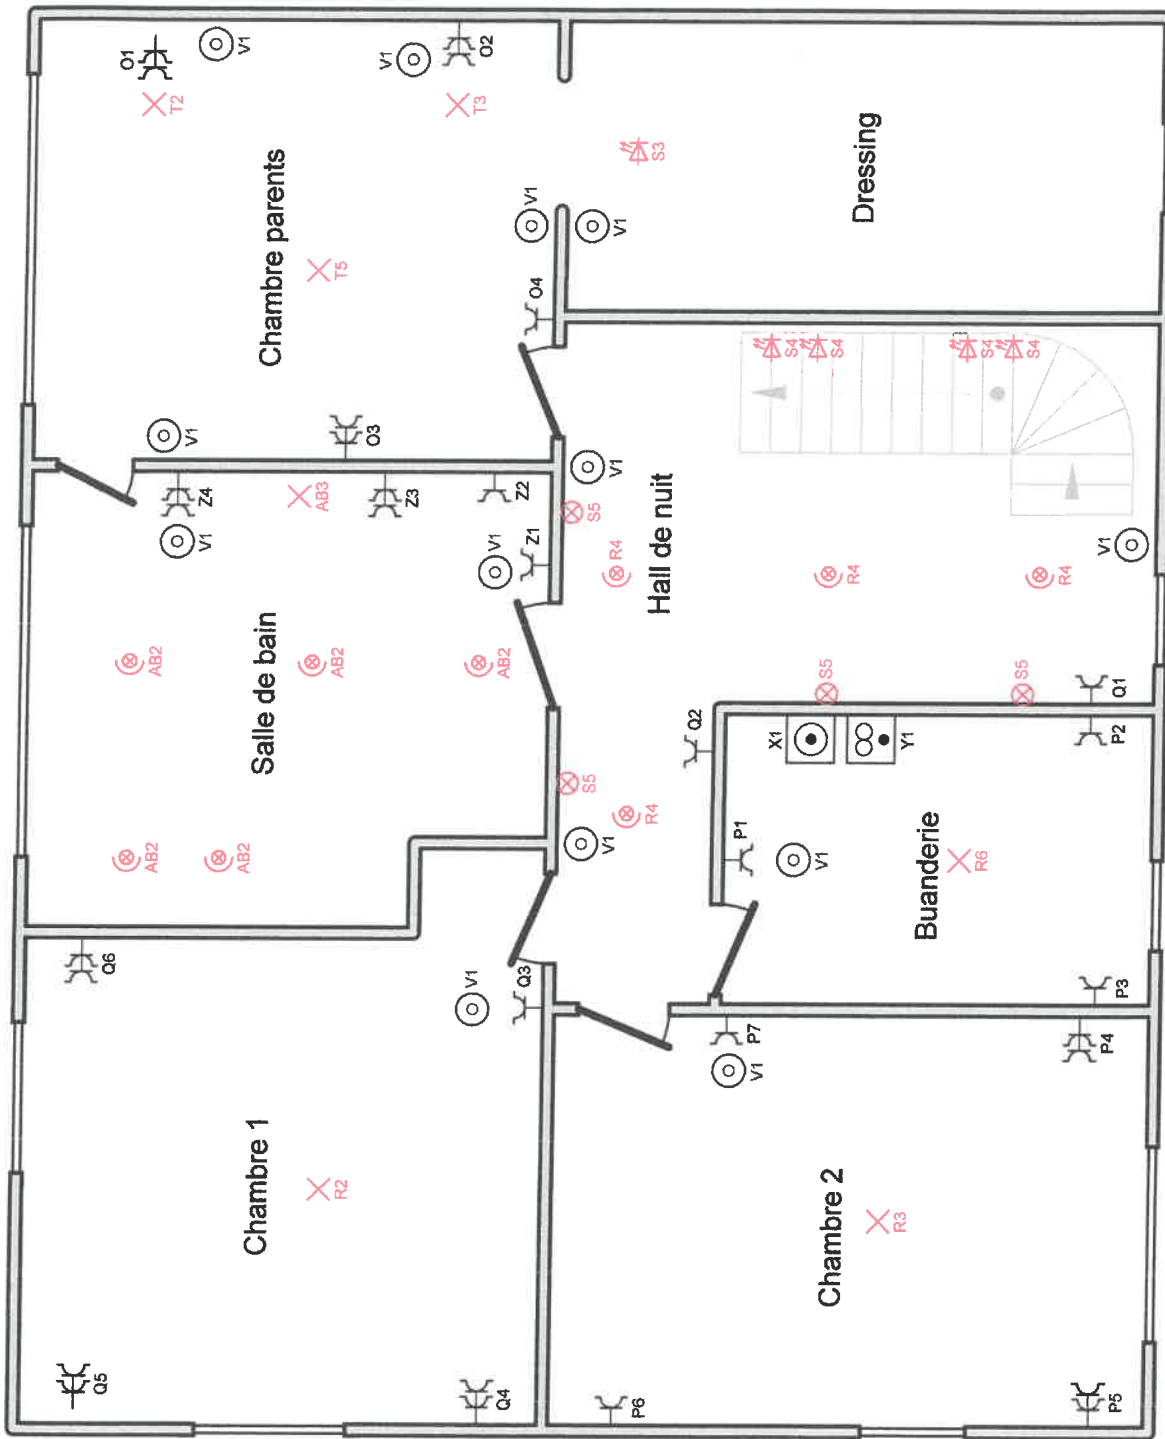 Q5
Q4
P6
P5
Chambre 1
R2
Chambre 2
R3
Q6
V1
Q3
P7
V1
P4
P3
AB2
AB2
V1
R4
P1
V1
Buanderie
R6
S5
Q2
X1
Y1
P2
Q1
S5
S5
Salle de bain
AB2
AB2
AB2
V1
V1
Z1
R4
R4
R4
V1
Z4
AB3
Z3
Z2
S5
V1
Hall de nuit
V1
O3
S4
S4
S4
S4
Chambre parents
T5
O4
V1
V1
Dressing
S3
O1
T2
V1
V1
T3
O2